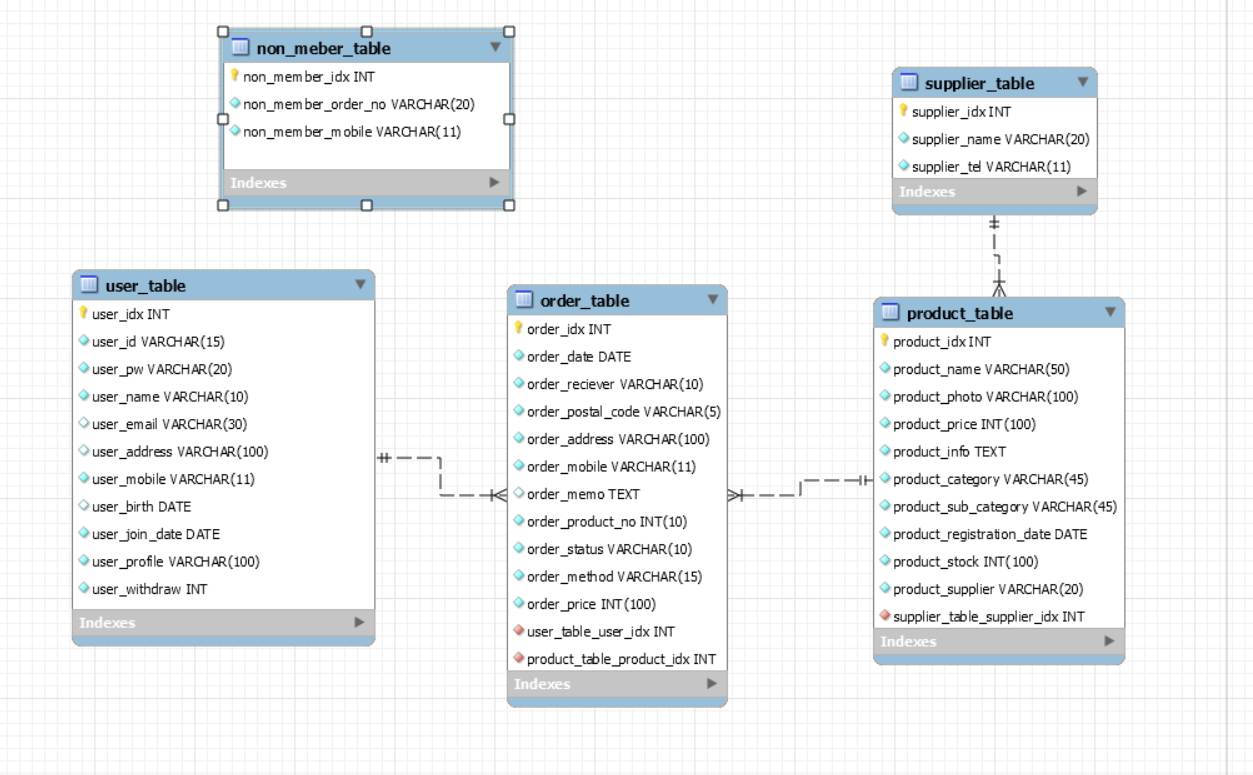 non_meber_table
non_member_idx INT
non_member_order_no VARCHAR(20)
non_member_mobile VARCHAR(11)
Indexes
supplier_table
supplier_idx INT
supplier_name VARCHAR(20)
supplier_tel VARCHAR(11)
Indexes
user_table
user_idx INT
user_id VARCHAR(15)
user_pw VARCHAR(20)
user_name VARCHAR(10)
user_email VARCHAR(30)
user_address VARCHAR(100)
user_mobile VARCHAR(11)
user_birth DATE
user_join_date DATE
user_profile VARCHAR(100)
user_withdraw INT
Indexes
order_table
order_idx INT
order_date DATE
order_reciever VARCHAR(10)
order_postal_code VARCHAR(5)
order_address VARCHAR(100)
order_mobile VARCHAR(11)
order_memo TEXT
order_product_no INT(10)
order_status VARCHAR(10)
order_method VARCHAR(15)
order_price INT(100)
user_table_user_idx INT
product_table_product_idx INT
Indexes
product_table
product_idx INT
product_name VARCHAR(50)
product_photo VARCHAR(100)
product_price INT(100)
product_info TEXT
product_category VARCHAR(45)
product_sub_category VARCHAR(45)
product_registration_date DATE
product_stock INT(100)
product_supplier VARCHAR(20)
supplier_table_supplier_idx INT
Indexes